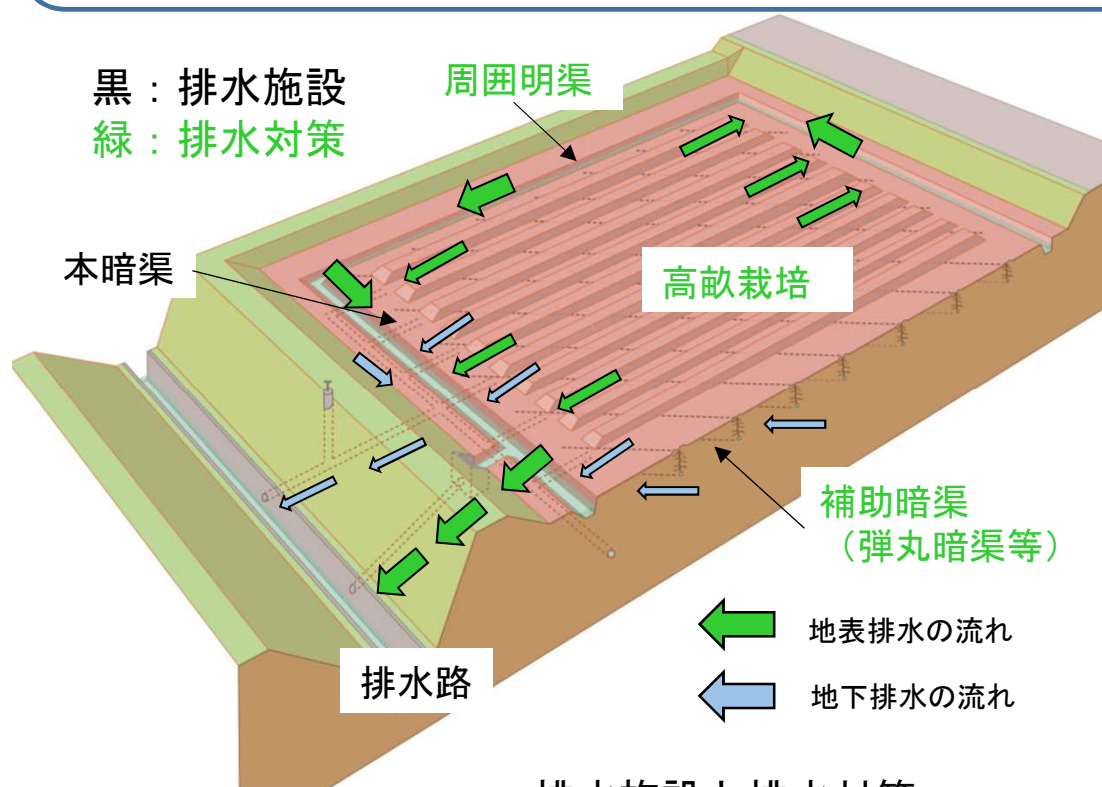 黒：排水施設
緑：排水対策
周囲明渠
本暗渠
高畝栽培
補助暗渠
（弾丸暗渠等）
地表排水の流れ
地下排水の流れ
排水路